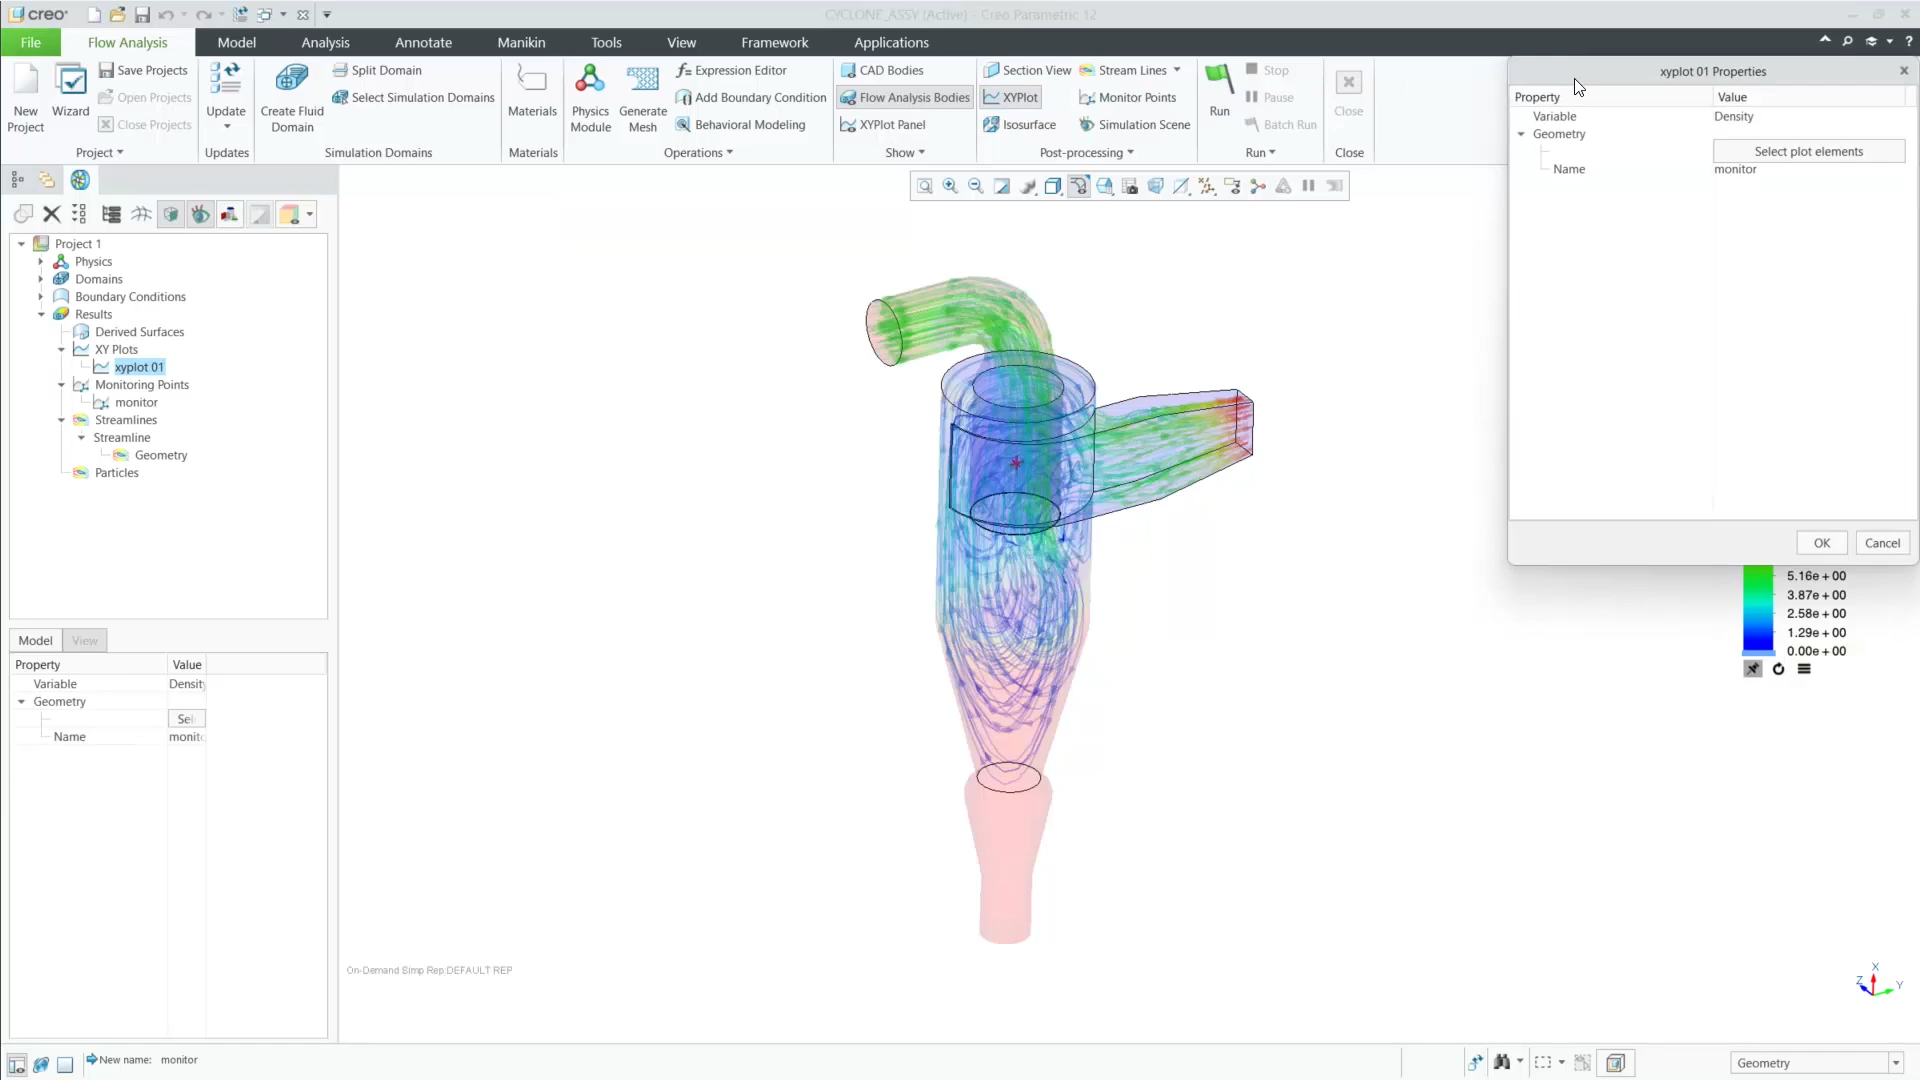 creo®
CYCLONE_ASSY (Active) - Creo Parametric 12
File Flow Analysis Model Analysis Annotate Manikin Tools View Framework Applications
New Project
Wizard
Save Projects
Open Projects
Close Projects
Project
Update
Updates
Create Fluid Domain
Split Domain
Select Simulation Domains
Simulation Domains
Materials
Materials
Physics Module
Generate Mesh
Expression Editor
Add Boundary Condition
Behavioral Modeling
Operations
CAD Bodies
Flow Analysis Bodies
XYPlot Panel
Show
Section View
XYPlot
Isosurface
Stream Lines
Monitor Points
Simulation Scene
Post-processing
Run
Stop
Pause
Batch Run
Run
Close
Close
xyplot 01 Properties
Property Value
Variable Density
Geometry
Select plot elements
Name monitor
OK Cancel
Project 1
Physics
Domains
Boundary Conditions
Results
Derived Surfaces
XY Plots
xyplot 01
Monitoring Points
monitor
Streamlines
Streamline
Geometry
Particles
Model View
Property Value
Variable Density
Geometry
Sel
Name monito
5.16e+00
3.87e+00
2.58e+00
1.29e+00
0.00e+00
On-Demand Simp Rep:DEFAULT REP
X
Z
Y
New name: monitor
Geometry